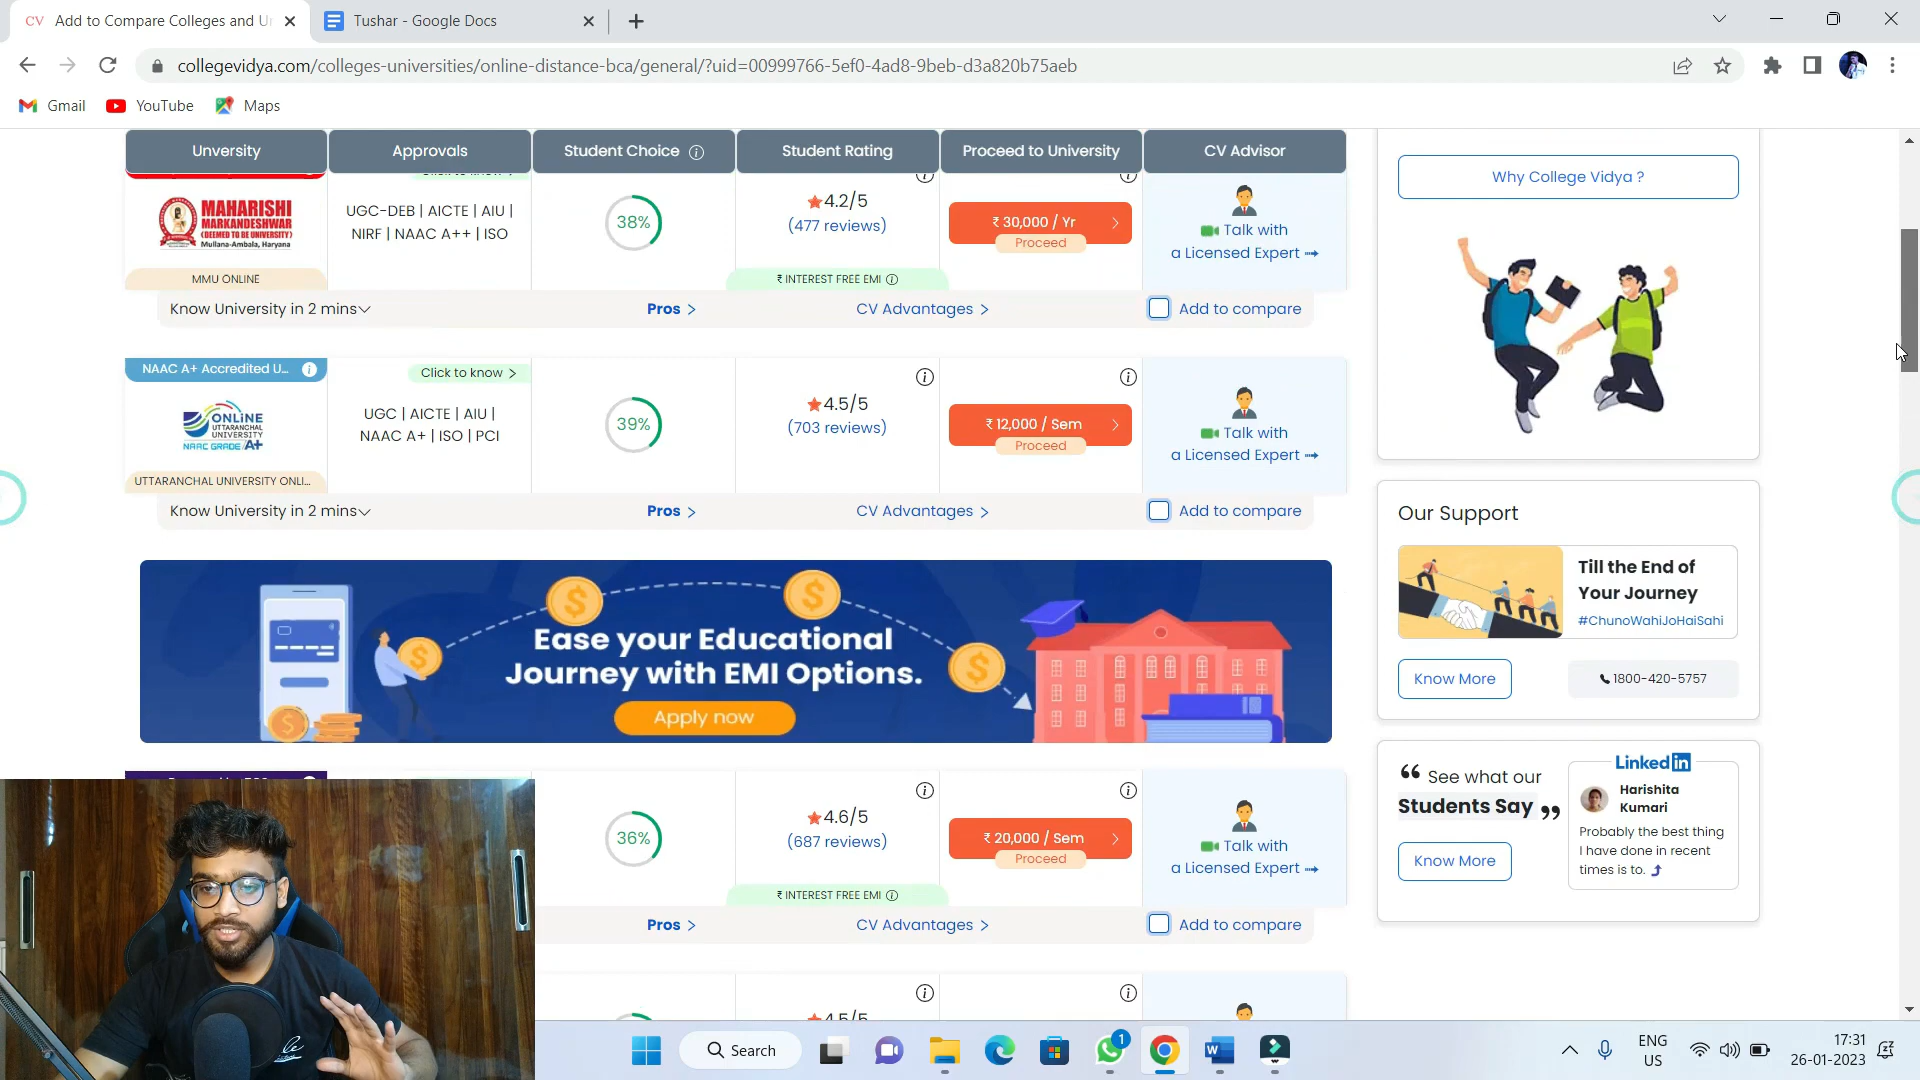 CV Add to Compare Colleges and U
Tushar - Google Docs
collegevidya.com/colleges-universities/online-distance-bca/general/?uid=00999766-5ef0-4ad8-9beb-d3a820b75aeb
Gmail YouTube Maps
Unversity Approvals Student Choice Student Rating Proceed to University CV Advisor
MAHARISHI
MARKANDESHWAR
(DEEMED TO BE UNIVERSITY)
Mullana-Ambala, Haryana
MMU ONLINE
UGC-DEB | AICTE | AIU |
NIRF | NAAC A++ | ISO
38%
4.2/5
(477 reviews)
₹ INTEREST FREE EMI
₹ 30,000 / Yr
Proceed
Talk with
a Licensed Expert
Know University in 2 mins Pros > CV Advantages > Add to compare
NAAC A+ Accredited U...
ONLINE
UTTARANCHAL
UNIVERSITY
NAAC GRADE A+
UTTARANCHAL UNIVERSITY ONLI...
Click to know >
UGC | AICTE | AIU |
NAAC A+ | ISO | PCI
39%
4.5/5
(703 reviews)
₹ 12,000 / Sem
Proceed
Talk with
a Licensed Expert
Know University in 2 mins Pros > CV Advantages > Add to compare
Ease your Educational
Journey with EMI Options.
Apply now
36%
4.6/5
(687 reviews)
₹ INTEREST FREE EMI
₹ 20,000 / Sem
Proceed
Talk with
a Licensed Expert
Pros > CV Advantages > Add to compare
4.5/5
Why College Vidya ?
Our Support
Till the End of
Your Journey
#ChunoWahiJoHaiSahi
Know More
1800-420-5757
“ See what our
Students Say ”
Know More
Linked in
Harishita
Kumari
Probably the best thing
I have done in recent
times is to.
Search
1
ENG
US
17:31
26-01-2023